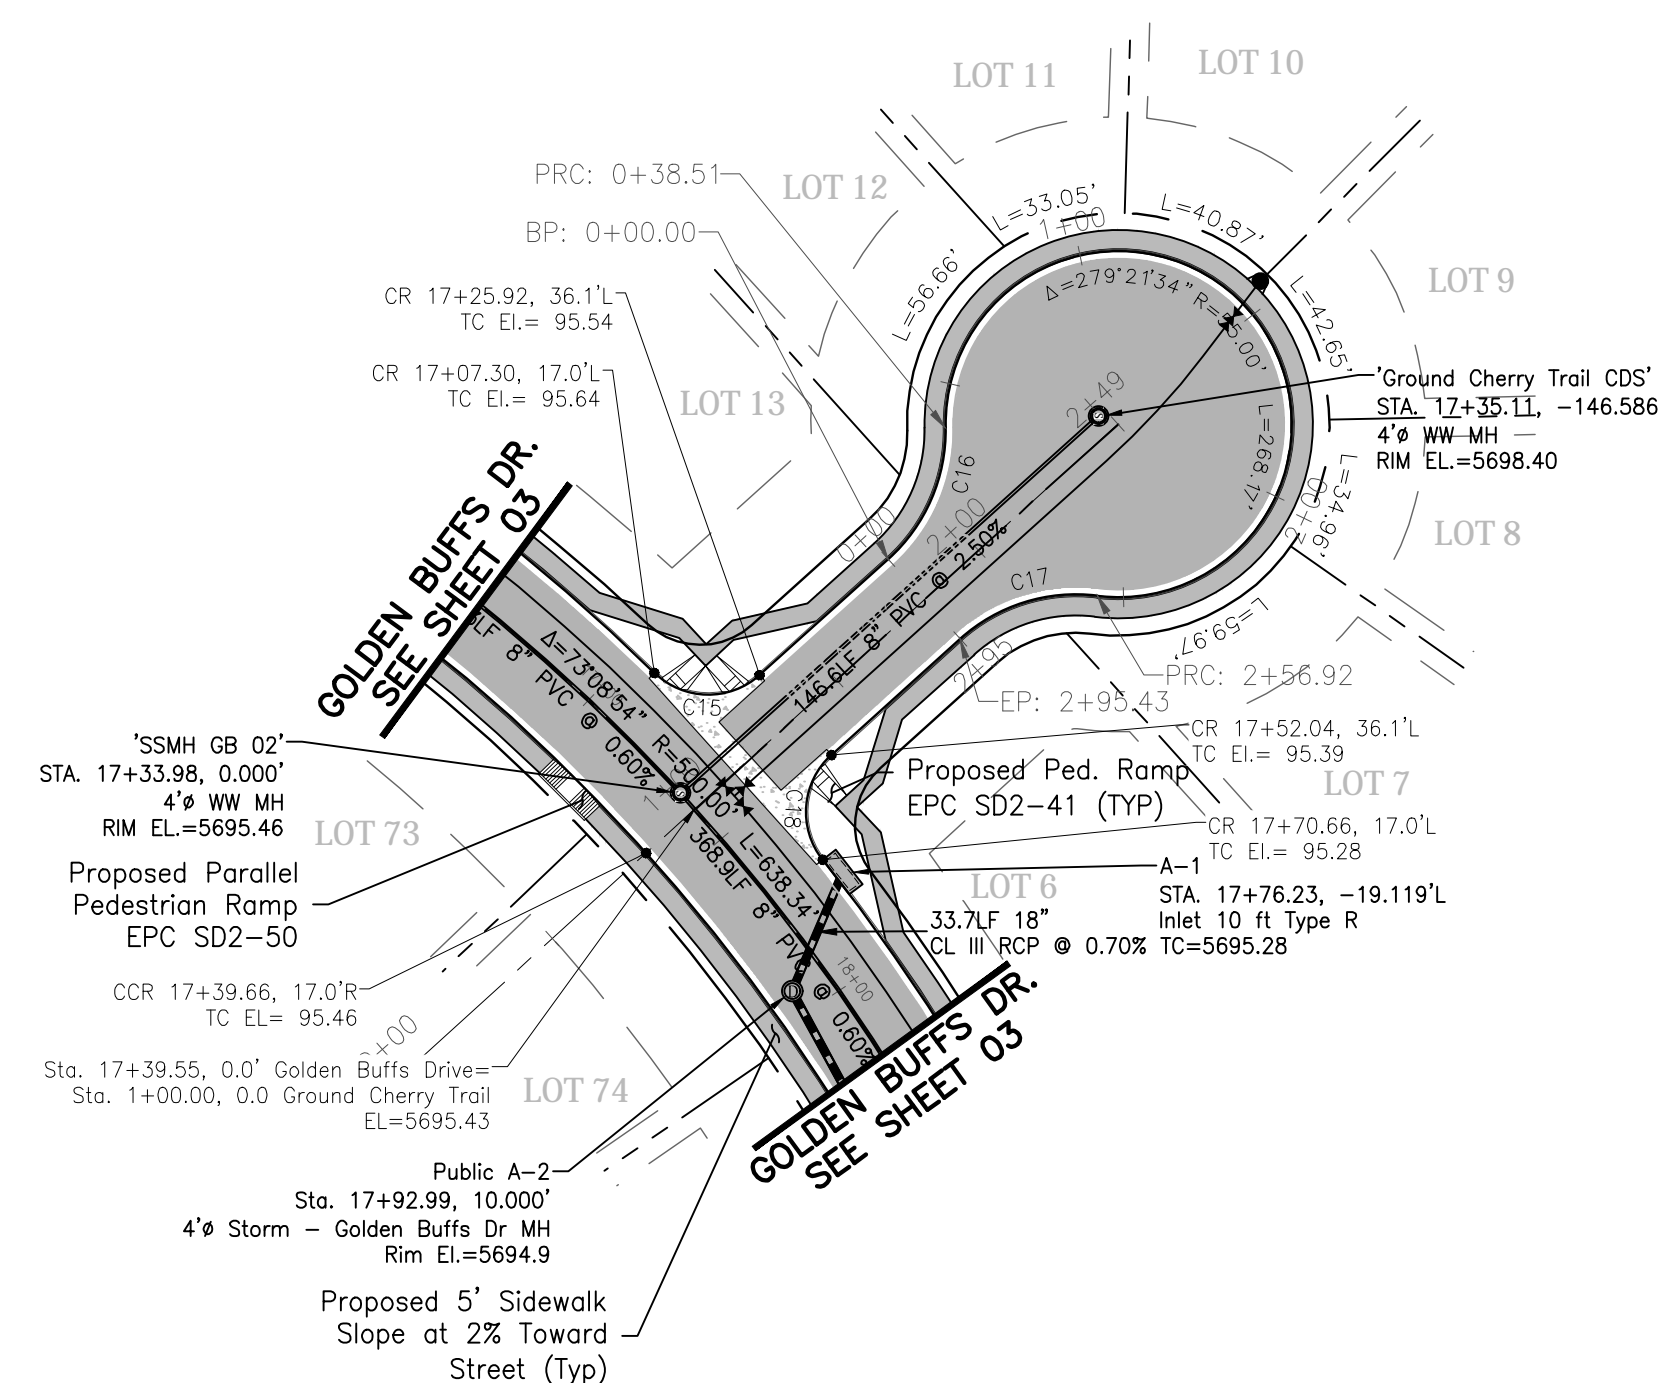 LOT 11
LOT 10
LOT 12
LOT 9
LOT 13
LOT 8
LOT 7
LOT 6
LOT 73
LOT 74
PRC: 0+38.51
BP: 0+00.00
CR 17+25.92, 36.1'L
TC El.= 95.54
CR 17+07.30, 17.0'L
TC El.= 95.64
L=33.05'
1+00
L=40.87'
L=56.66'
L=42.65'
L=34.96'
L=59.97'
Δ=279°21'34"
R=55.00'
L=268.17'
2+49
'Ground Cherry Trail CDS'
STA. 17+35.11, -146.586
4'ø WW MH
RIM EL.=5698.40
C16
0+00
2+00
2+00
146.6LF 8" PVC @ 2.50%
C17
2+95
PRC: 2+56.92
EP: 2+95.43
GOLDEN BUFFS DR.
SEE SHEET 03
8" PVC @ 0.60%
Δ=73°08'54"
R=500.00'
L=638.34'
C15
C18
368.9LF 8" PVC @ 0.60%
18+00
'SSMH GB 02'
STA. 17+33.98, 0.000'
4'ø WW MH
RIM EL.=5695.46
Proposed Parallel
Pedestrian Ramp
EPC SD2-50
CR 17+52.04, 36.1'L
TC El.= 95.39
Proposed Ped. Ramp
EPC SD2-41 (TYP)
CR 17+70.66, 17.0'L
TC El.= 95.28
A-1
STA. 17+76.23, -19.119'L
Inlet 10 ft Type R
TC=5695.28
33.7LF 18"
CL III RCP @ 0.70%
CCR 17+39.66, 17.0'R
TC EL= 95.46
Sta. 17+39.55, 0.0' Golden Buffs Drive=
Sta. 1+00.00, 0.0 Ground Cherry Trail
EL=5695.43
GOLDEN BUFFS DR.
SEE SHEET 03
Public A-2
Sta. 17+92.99, 10.000'
4'ø Storm - Golden Buffs Dr MH
Rim El.=5694.9
Proposed 5' Sidewalk
Slope at 2% Toward
Street (Typ)